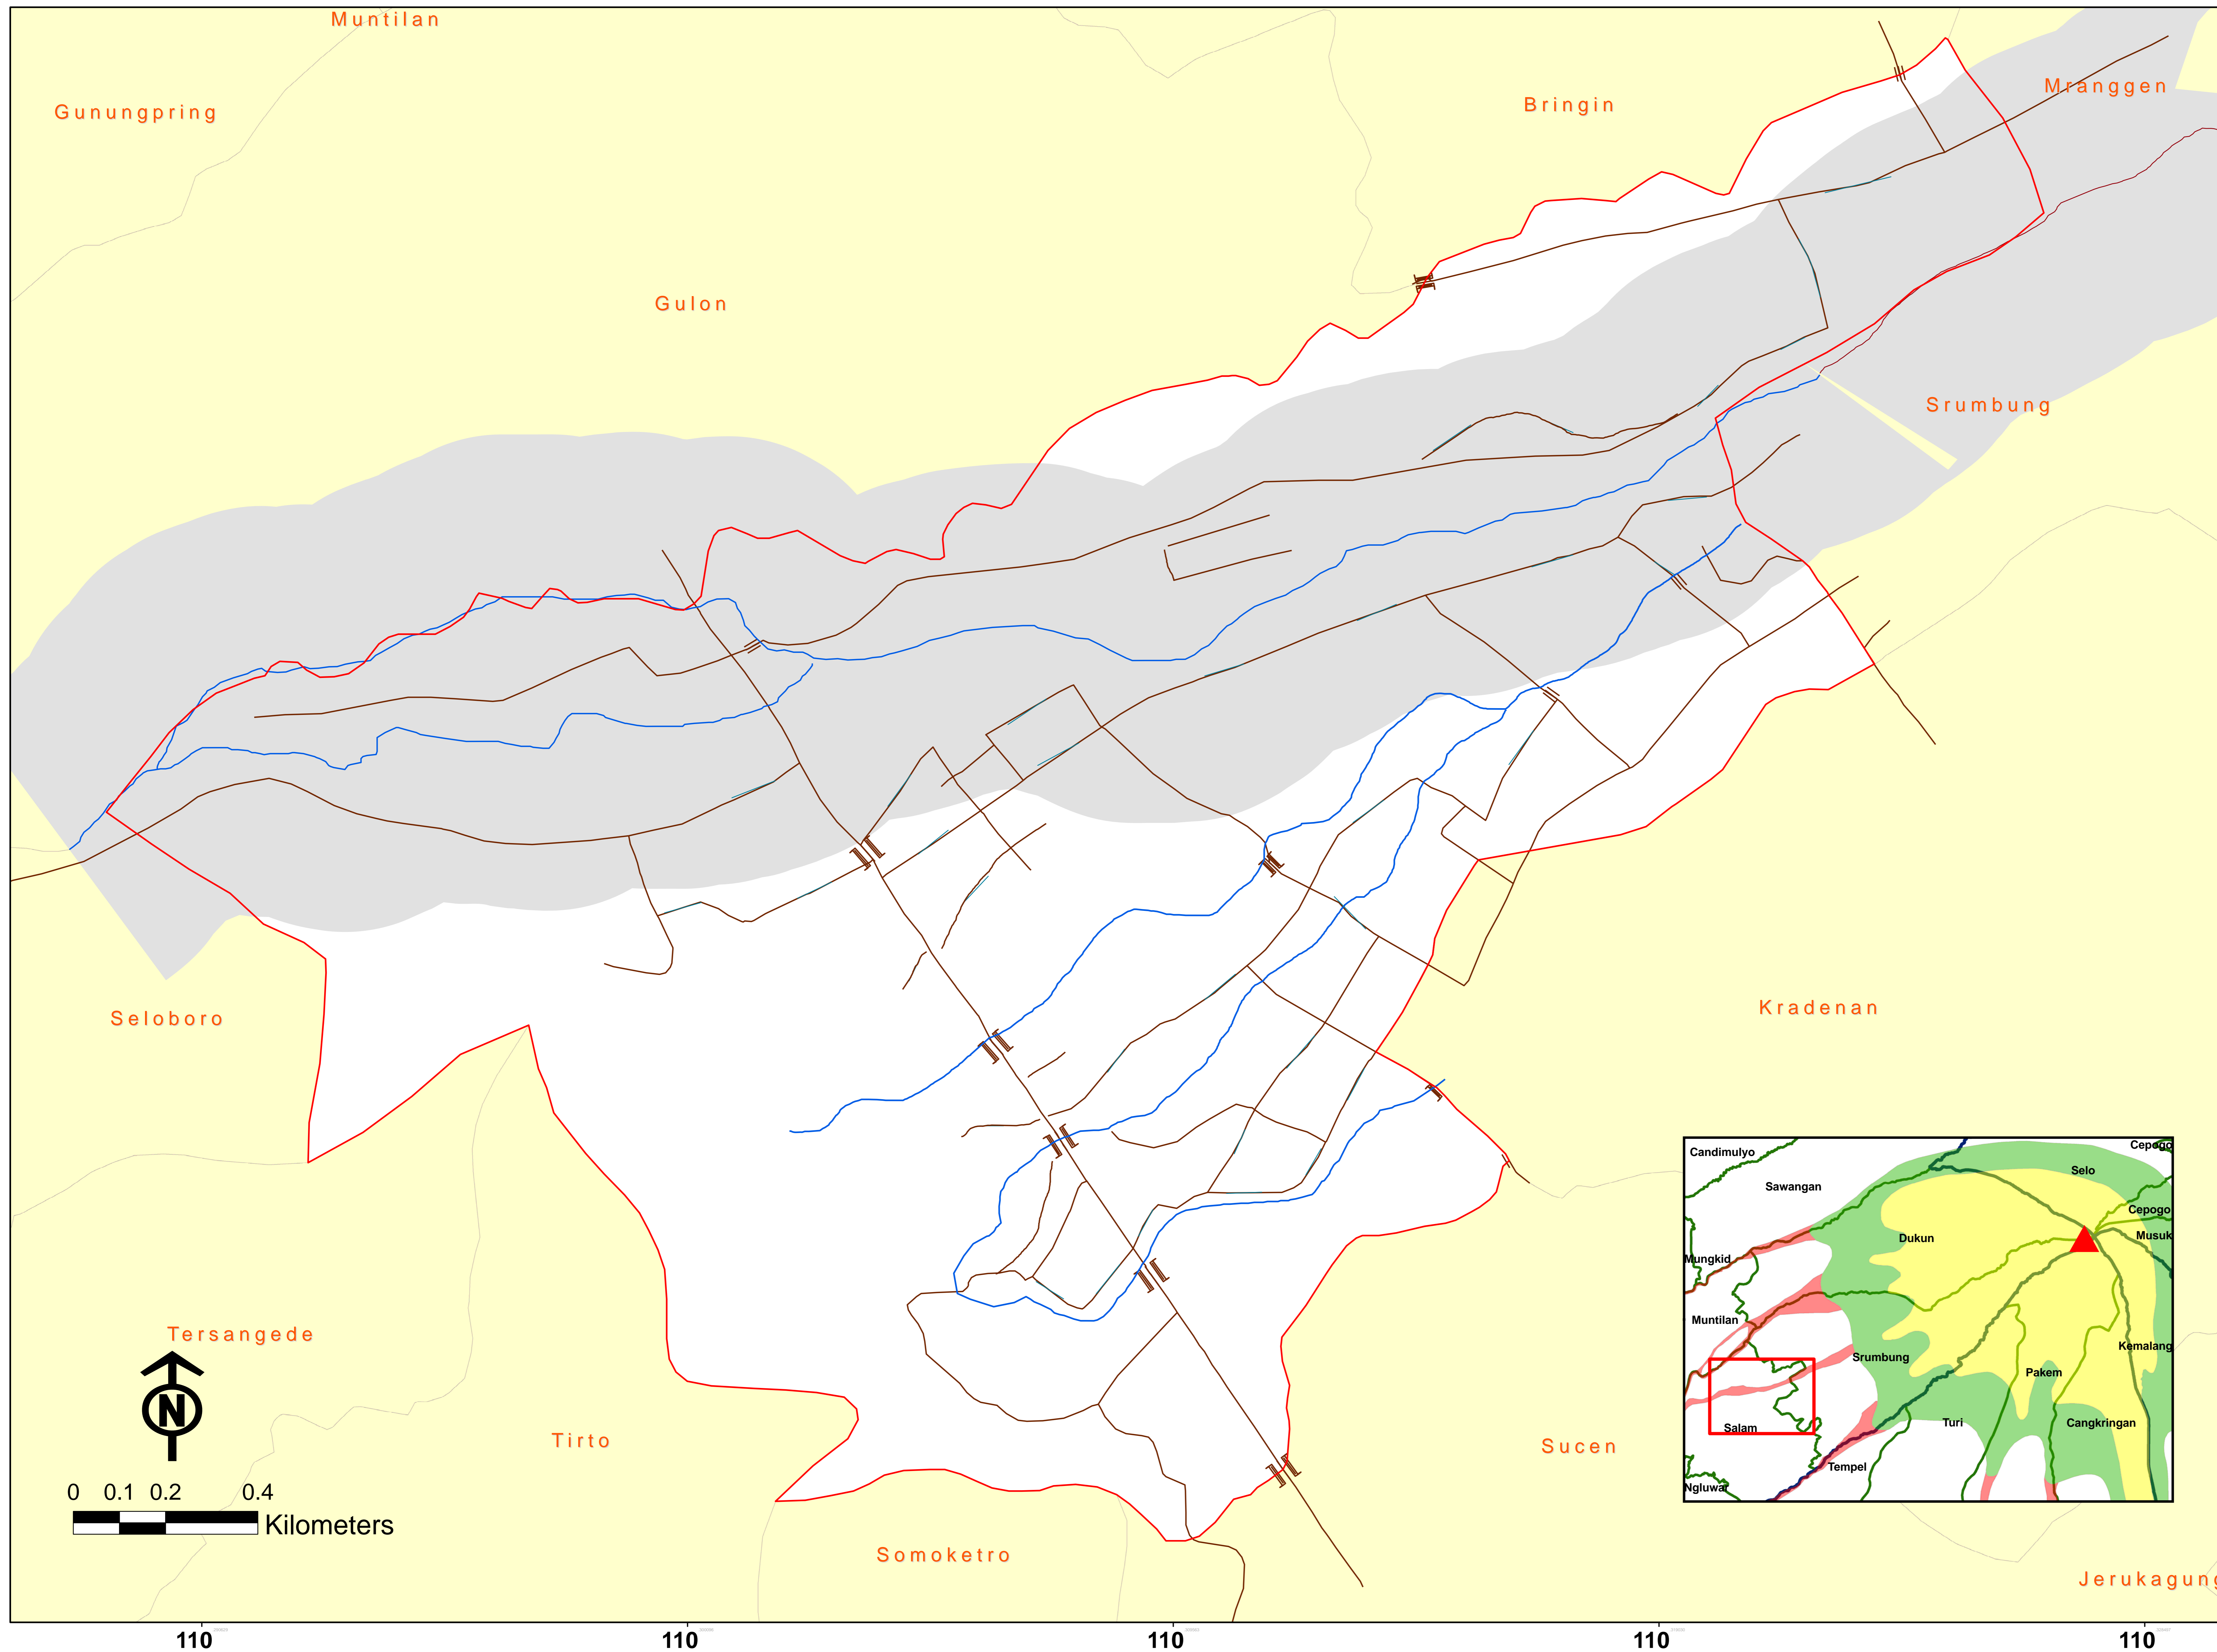 Muntilan
Mranggen
Bringin
Gunungpring
Gulon
Srumbung
Kradenan
Seloboro
Tersangede
Tirto
Sucen
Somoketro
Jerukagung
N
0 0.1 0.2 0.4
Kilometers
Cepogo
Candimulyo
Selo
Sawangan
Cepogo
Musuk
Dukun
Mungkid
Muntilan
Kemalang
Srumbung
Pakem
Salam
Turi
Cangkringan
Tempel
Ngluwar
110 110 110 110 110